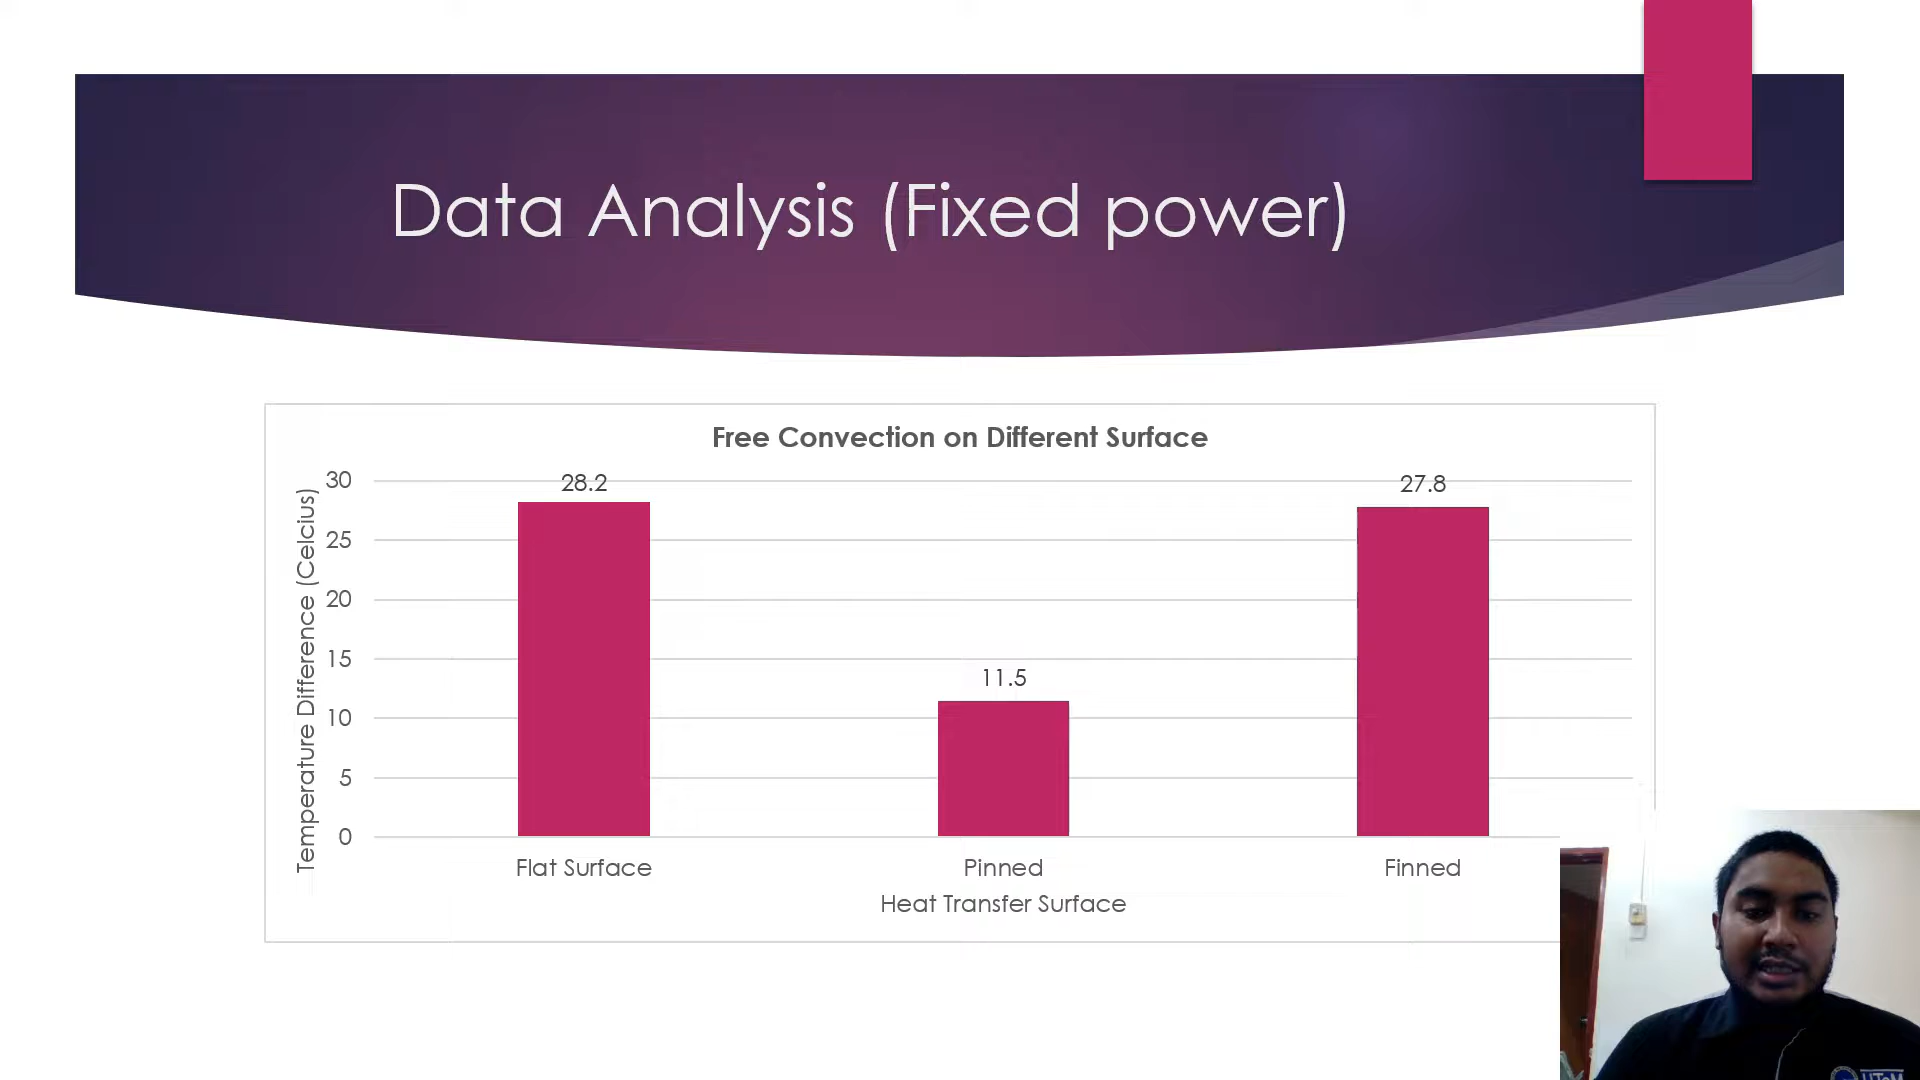 Data Analysis (Fixed power)
Free Convection on Different Surface
Temperature Difference (Celcius)
30
25
20
15
10
5
0
28.2
11.5
27.8
Flat Surface
Pinned
Finned
Heat Transfer Surface